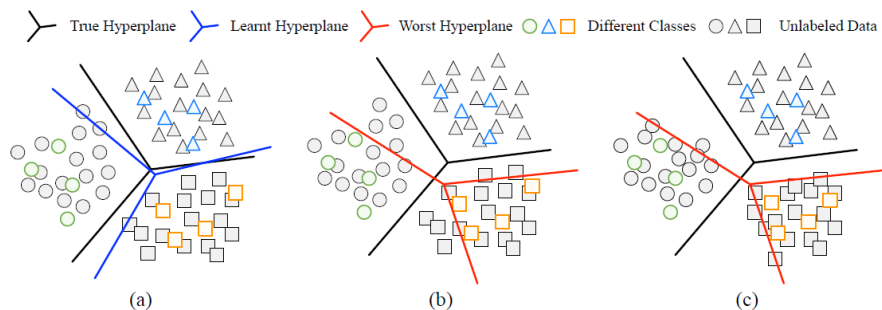 True Hyperplane Learnt Hyperplane Worst Hyperplane Different Classes Unlabeled Data
(a) (b) (c)